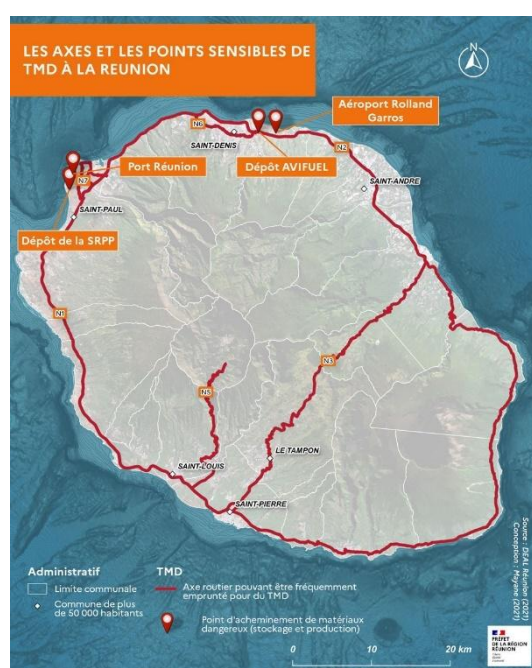 LES AXES ET LES POINTS SENSIBLES DE
TMD À LA REUNION
N
Aéroport Rolland
Garros
N6
SAINT-DENIS
Dépôt AVIFUEL
N2
Port Réunion
N7
SAINT-ANDRE
SAINT-PAUL
Dépôt de la SRPP
N1
N3
N5
LE TAMPON
SAINT-LOUIS
SAINT-PIERRE
Administratif
Limite communale
Commune de plus
de 50 000 habitants
TMD
Axe routier pouvant être fréquemment
emprunté pour du TMD
Point d'acheminement de matériaux
dangereux (stockage et production)
0 10 20 km
Source : DEAL Réunion (2021)
Conception : Mayane (2021)
PRÉFET
DE LA RÉGION
RÉUNION